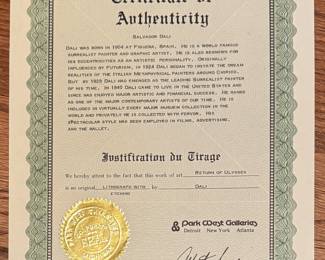 Certificate of
Authenticity
SALVADOR DALI
DALI WAS BORN IN 1904 AT FIGUERA, SPAIN. HE IS A WORLD FAMOUS
SURREALIST PAINTER AND GRAPHIC ARTIST. HE IS ALSO RENOWN FOR
HIS ECCENTRICITIES AS AN ARTISTIC PERSONALITY. ORIGINALLY
INFLUENCED BY FUTURISM, IN 1924 DALI BEGAN TO IMITATE THE DREAM
REALITIES OF THE ITALIAN METAPHYSICAL PAINTERS AROUND CHIRICO.
BUT BY 1929 DALI HAD EMERGED AS THE LEADING SURREALIST PAINTER
OF HIS TIME. IN 1940 DALI CAME TO LIVE IN THE UNITED STATES AND
SINCE HAS ENJOYED MAJOR ARTISTIC AND FINANCIAL SUCCESS. HE RANKS
AS ONE OF THE MAJOR CONTEMPORARY ARTISTS OF OUR TIME. HE IS
INCLUDED IN VIRTUALLY EVERY MAJOR MUSEUM COLLECTION IN THE
WORLD AND PRIVATELY HE IS COLLECTED WITH FERVOR. HIS
SPECTACULAR STYLE HAS BEEN EMPLOYED IN FILMS, ADVERTISING,
AND THE BALLET.
Justification du Tirage
We hereby attest to the fact that this work of art RETURN OF ULYSSES
is an original, LITHOGRAPH WITH by DALI
ETCHING
Park West Galleries
Detroit New York Atlanta